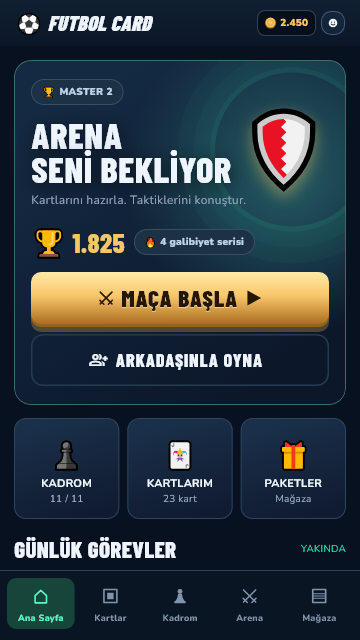 FUTBOL CARD
2.450
MASTER 2
ARENA
SENİ BEKLİYOR
Kartlarını hazırla. Taktiklerini konuştur.
1.825
4 galibiyet serisi
MAÇA BAŞLA
ARKADAŞINLA OYNA
KADROM
11 / 11
KARTLARIM
23 kart
PAKETLER
Mağaza
GÜNLÜK GÖREVLER
YAKINDA
Ana Sayfa
Kartlar
Kadrom
Arena
Mağaza